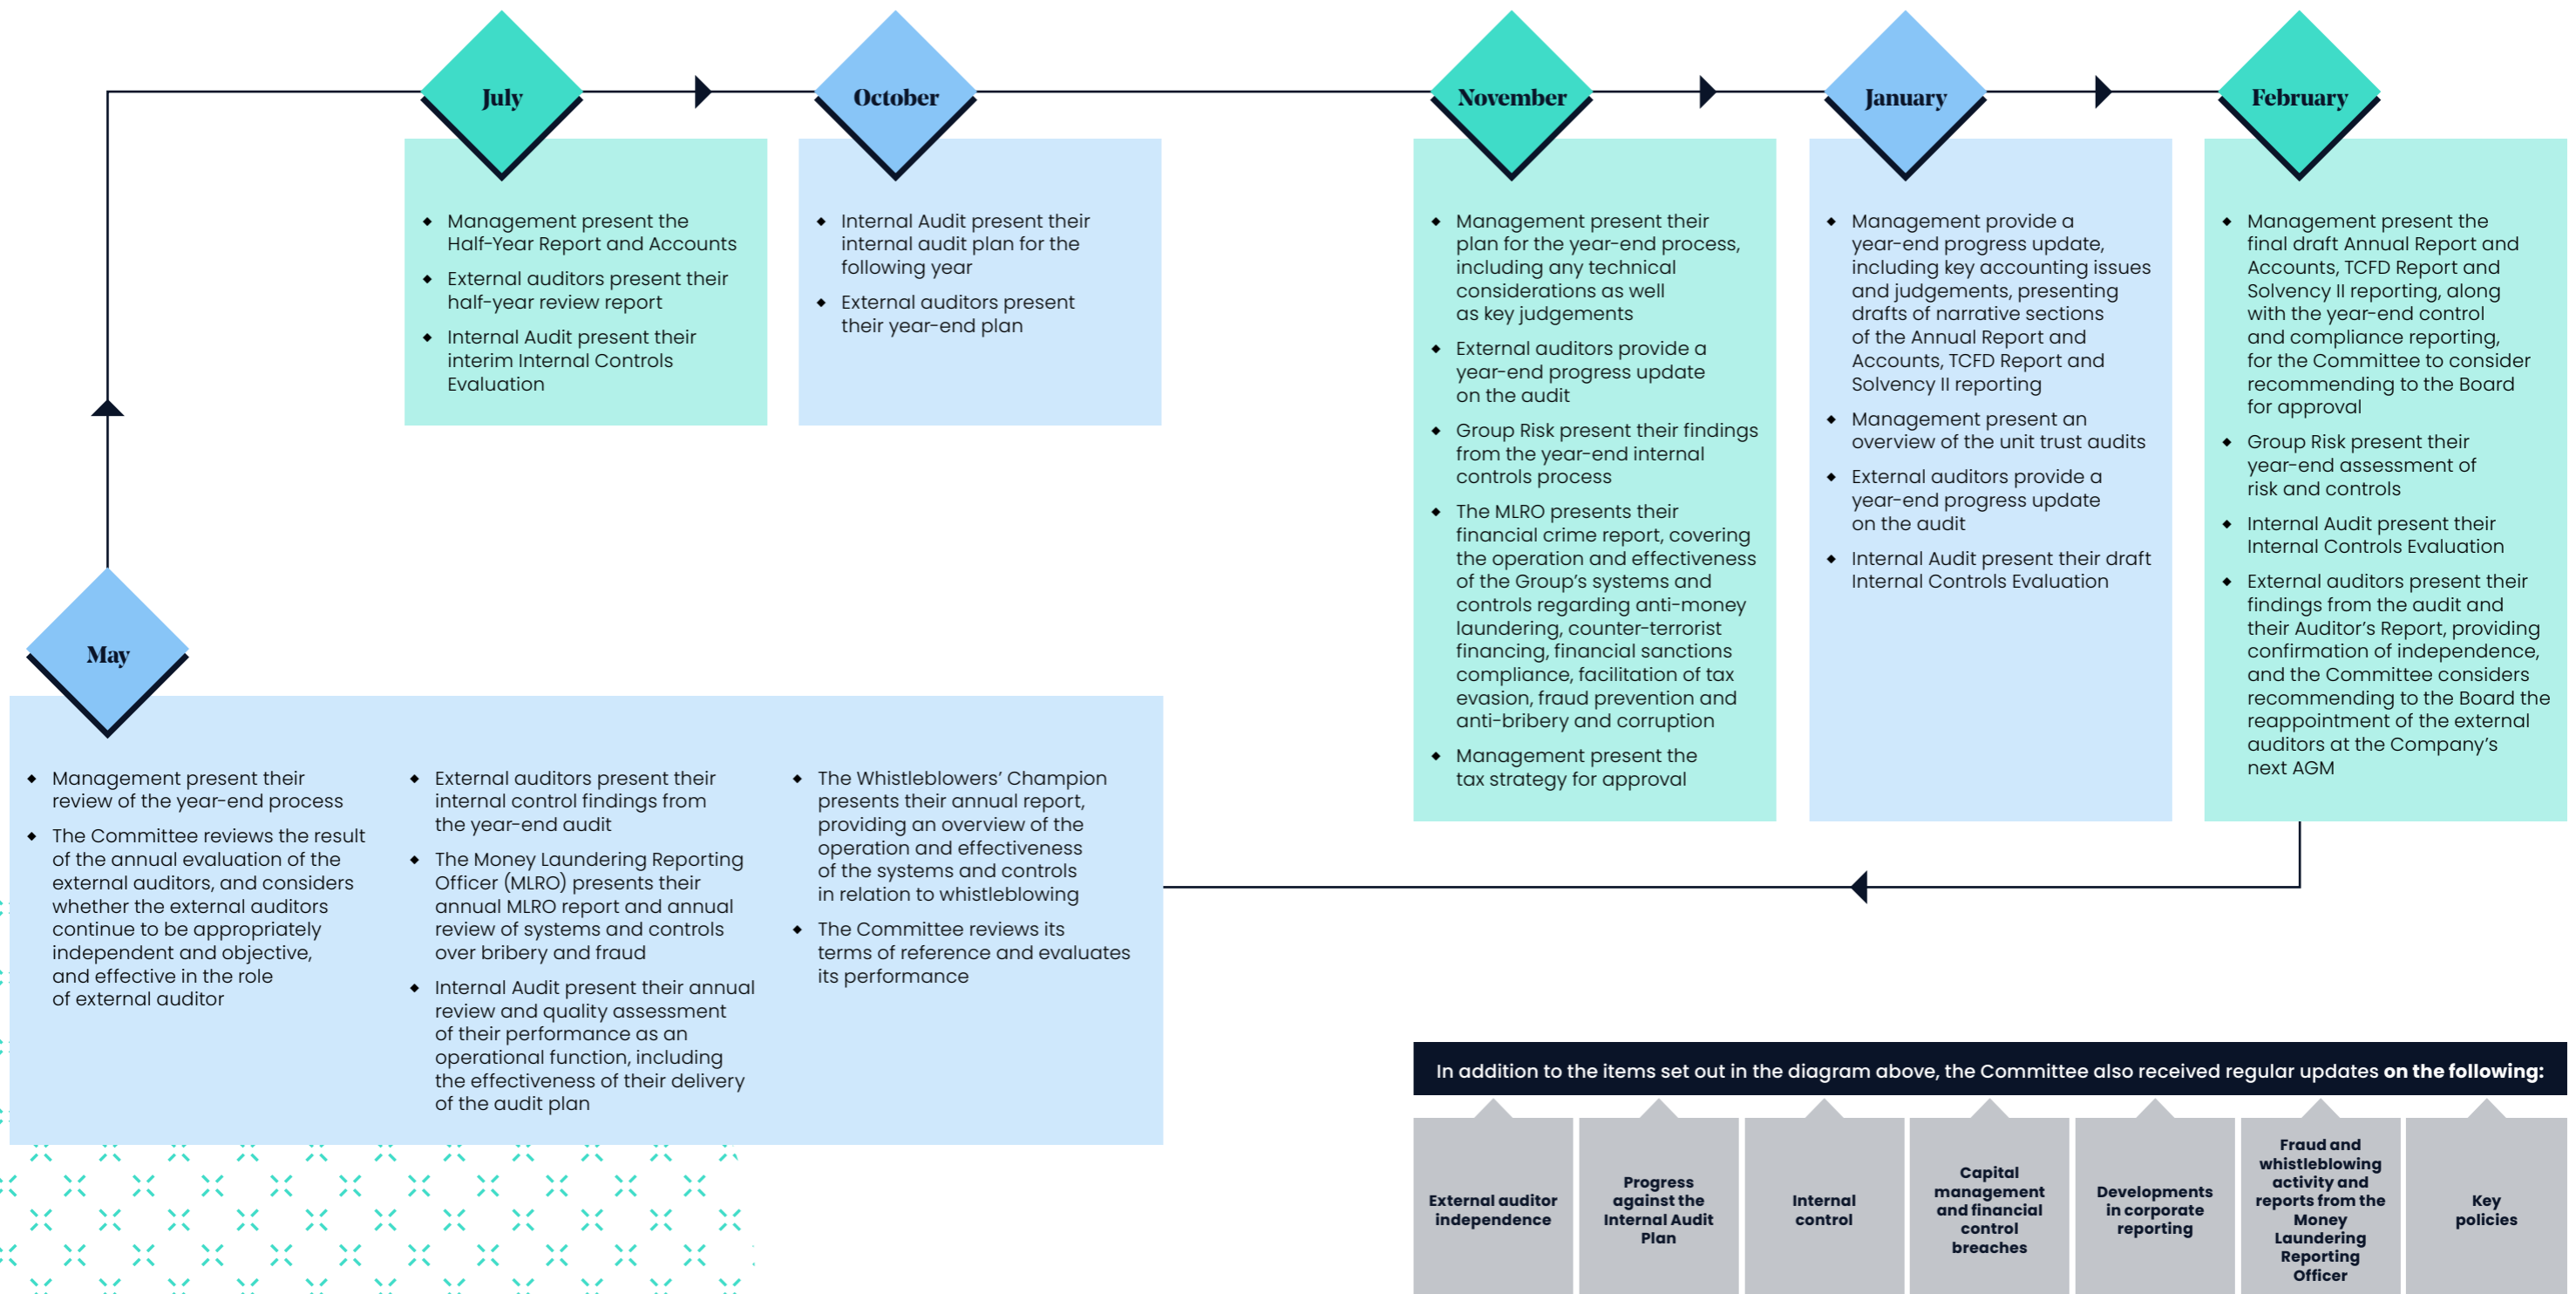 July
Management present the
Half-Year Report and Accounts
External auditors present their
half-year review report
Internal Audit present their
interim Internal Controls
Evaluation
October
Internal Audit present their
internal audit plan for the
following year
External auditors present
their year-end plan
November
Management present their
plan for the year-end process,
including any technical
considerations as well
as key judgements
External auditors provide a
year-end progress update
on the audit
Group Risk present their findings
from the year-end internal
controls process
The MLRO presents their
financial crime report, covering
the operation and effectiveness
of the Group’s systems and
controls regarding anti-money
laundering, counter-terrorist
financing, financial sanctions
compliance, facilitation of tax
evasion, fraud prevention and
anti-bribery and corruption
Management present the
tax strategy for approval
January
Management provide a
year-end progress update,
including key accounting issues
and judgements, presenting
drafts of narrative sections
of the Annual Report and
Accounts, TCFD Report and
Solvency II reporting
Management present an
overview of the unit trust audits
External auditors provide a
year-end progress update
on the audit
Internal Audit present their draft
Internal Controls Evaluation
February
Management present the
final draft Annual Report and
Accounts, TCFD Report and
Solvency II reporting, along
with the year-end control
and compliance reporting,
for the Committee to consider
recommending to the Board
for approval
Group Risk present their
year-end assessment of
risk and controls
Internal Audit present their
Internal Controls Evaluation
External auditors present their
findings from the audit and
their Auditor’s Report, providing
confirmation of independence,
and the Committee considers
recommending to the Board the
reappointment of the external
auditors at the Company’s
next AGM
May
Management present their
review of the year-end process
The Committee reviews the result
of the annual evaluation of the
external auditors, and considers
whether the external auditors
continue to be appropriately
independent and objective,
and effective in the role
of external auditor
External auditors present their
internal control findings from
the year-end audit
The Money Laundering Reporting
Officer (MLRO) presents their
annual MLRO report and annual
review of systems and controls
over bribery and fraud
Internal Audit present their annual
review and quality assessment
of their performance as an
operational function, including
the effectiveness of their delivery
of the audit plan
The Whistleblowers’ Champion
presents their annual report,
providing an overview of the
operation and effectiveness
of the systems and controls
in relation to whistleblowing
The Committee reviews its
terms of reference and evaluates
its performance
In addition to the items set out in the diagram above, the Committee also received regular updates on the following:
External auditor
independence
Progress
against the
Internal Audit
Plan
Internal
control
Capital
management
and financial
control
breaches
Developments
in corporate
reporting
Fraud and
whistleblowing
activity and
reports from the
Money
Laundering
Reporting
Officer
Key
policies